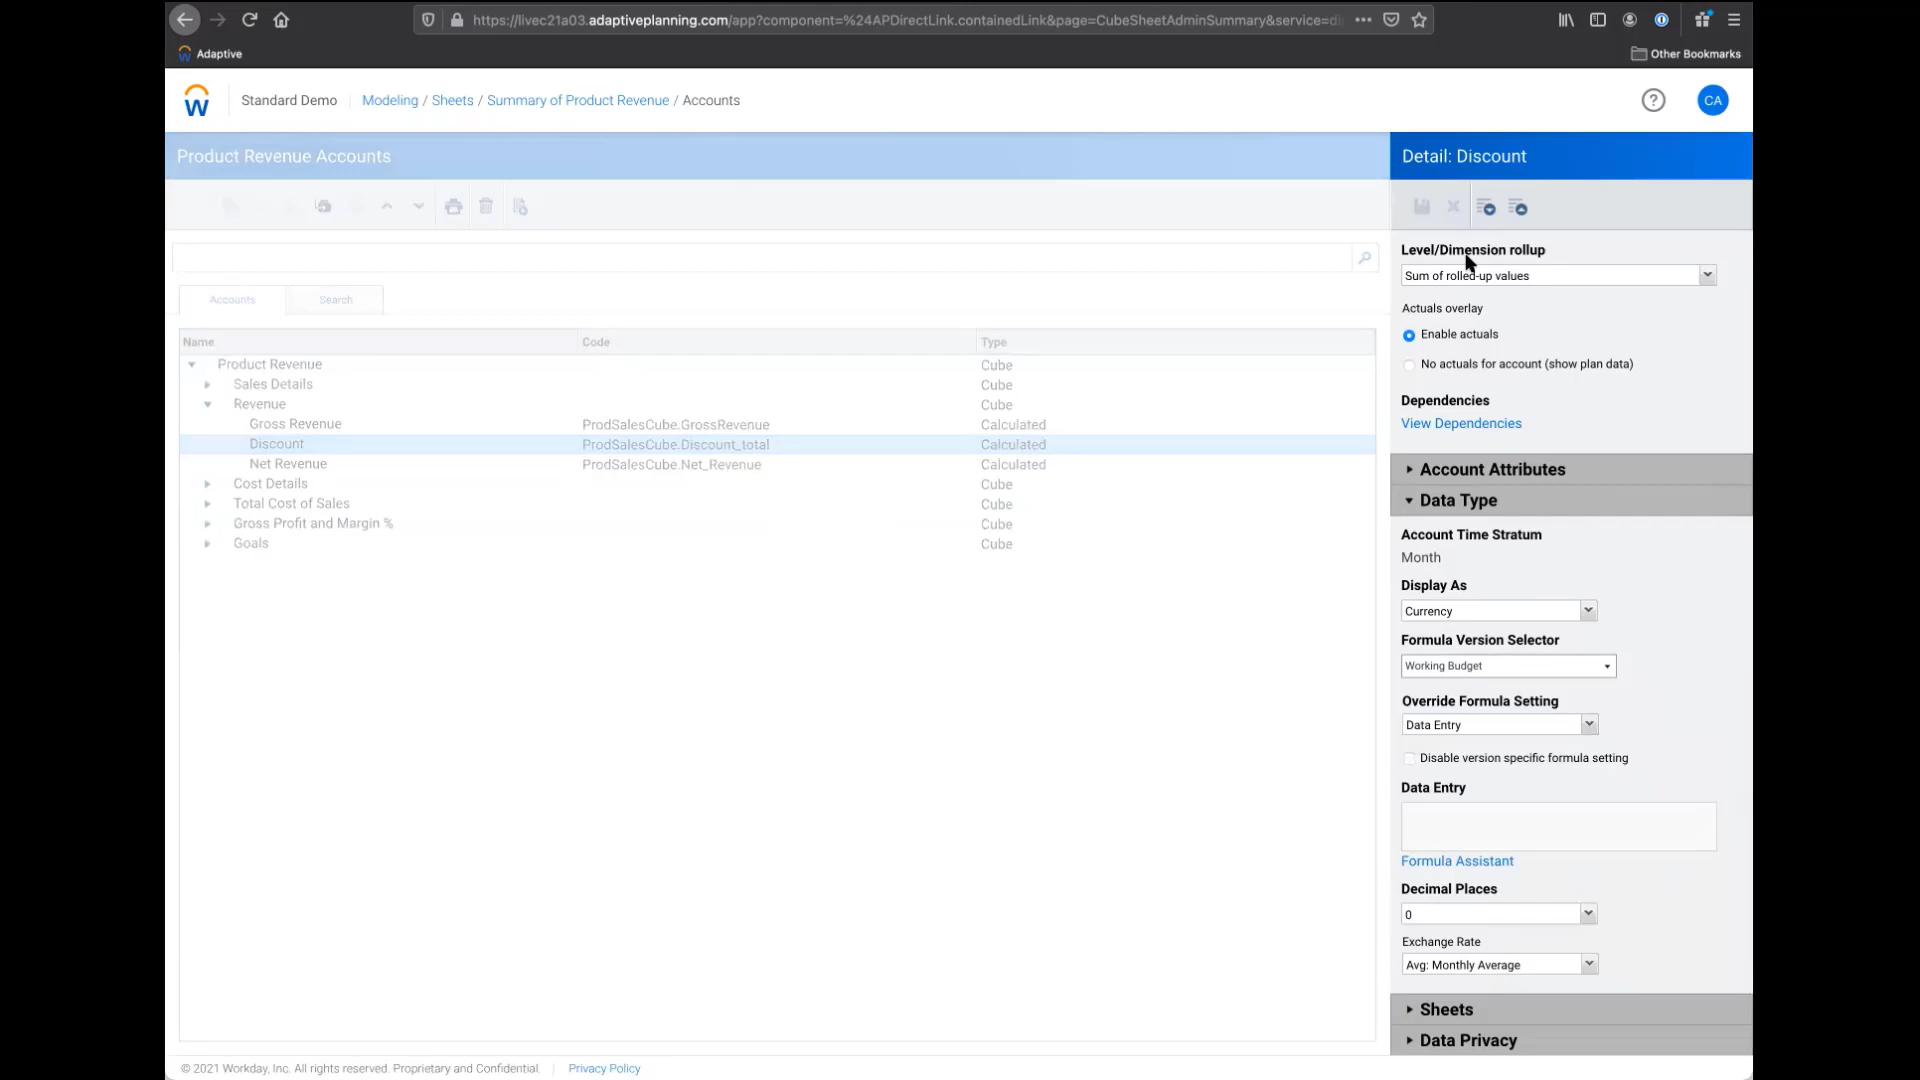 https://livec21a03.adaptiveplanning.com/app?component=%24APDirectLink.containedLink&page=CubeSheetAdminSummary&service=di
Adaptive
Other Bookmarks
Standard Demo
Modeling / Sheets / Summary of Product Revenue / Accounts
CA
Product Revenue Accounts
Detail: Discount
Level/Dimension rollup
Sum of rolled-up values
Accounts
Search
Actuals overlay
Enable actuals
No actuals for account (show plan data)
Name Code Type
Product Revenue Cube
Sales Details Cube
Revenue Cube
Gross Revenue ProdSalesCube.GrossRevenue Calculated
Discount ProdSalesCube.Discount_total Calculated
Net Revenue ProdSalesCube.Net_Revenue Calculated
Cost Details Cube
Total Cost of Sales Cube
Gross Profit and Margin % Cube
Goals Cube
Dependencies
View Dependencies
Account Attributes
Data Type
Account Time Stratum
Month
Display As
Currency
Formula Version Selector
Working Budget
Override Formula Setting
Data Entry
Disable version specific formula setting
Data Entry
Formula Assistant
Decimal Places
0
Exchange Rate
Avg: Monthly Average
Sheets
Data Privacy
© 2021 Workday, Inc. All rights reserved. Proprietary and Confidential.
Privacy Policy